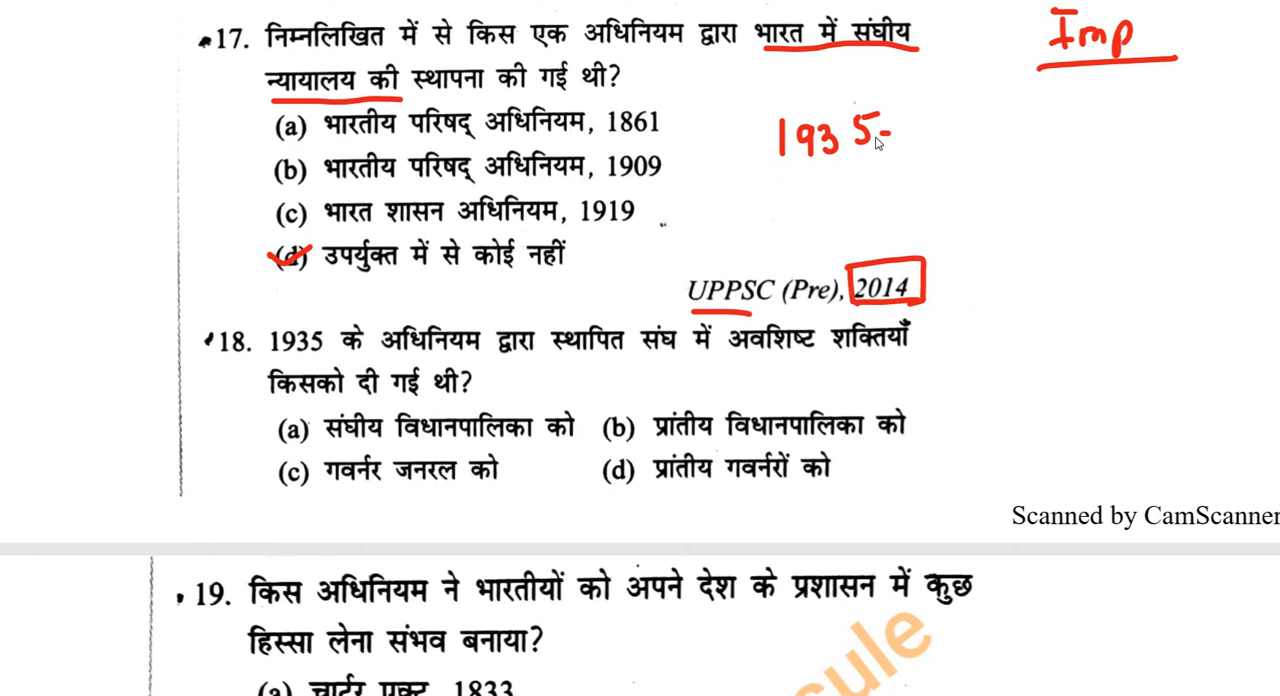 17. निम्नलिखित में से किस एक अधिनियम द्वारा भारत में संघीय
Imp
न्यायालय की स्थापना की गई थी?
(a) भारतीय परिषद् अधिनियम, 1861
1935
(b) भारतीय परिषद् अधिनियम, 1909
(c) भारत शासन अधिनियम, 1919
(d) उपर्युक्त में से कोई नहीं
UPPSC (Pre), 2014
18. 1935 के अधिनियम द्वारा स्थापित संघ में अवशिष्ट शक्तियाँ
किसको दी गई थी?
(a) संघीय विधानपालिका को (b) प्रांतीय विधानपालिका को
(c) गवर्नर जनरल को (d) प्रांतीय गवर्नरों को
Scanned by CamScanner
19. किस अधिनियम ने भारतीयों को अपने देश के प्रशासन में कुछ
हिस्सा लेना संभव बनाया?
(a) चार्टर एक्ट, 1833